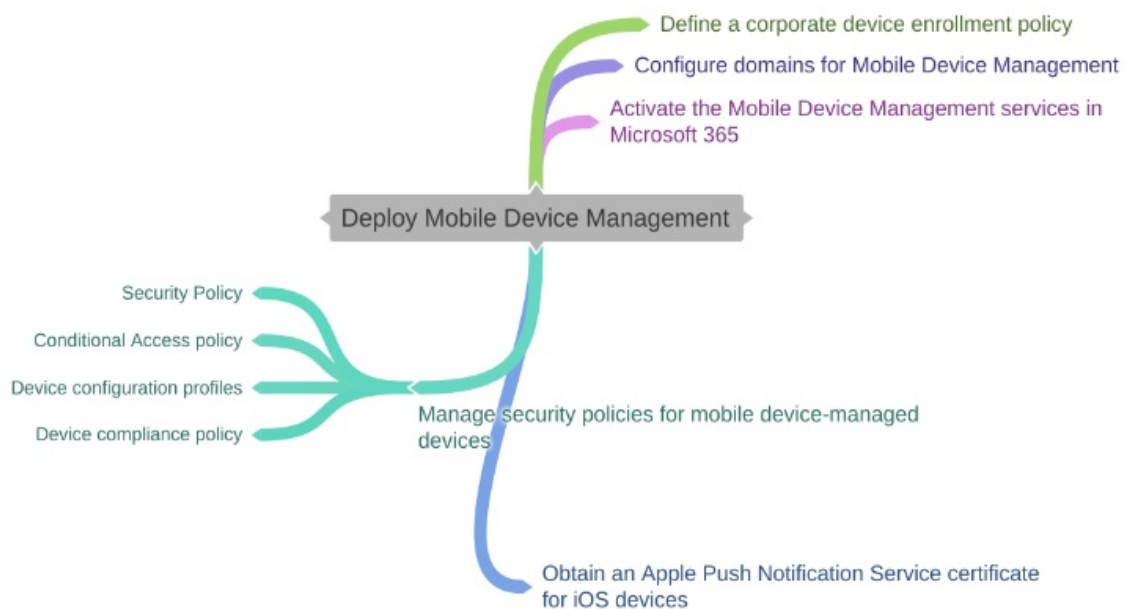 Define a corporate device enrollment policy
Configure domains for Mobile Device Management
Activate the Mobile Device Management services in
Microsoft 365
Deploy Mobile Device Management
Security Policy
Conditional Access policy
Device configuration profiles
Device compliance policy
Manage security policies for mobile device-managed
devices
Obtain an Apple Push Notification Service certificate
for iOS devices